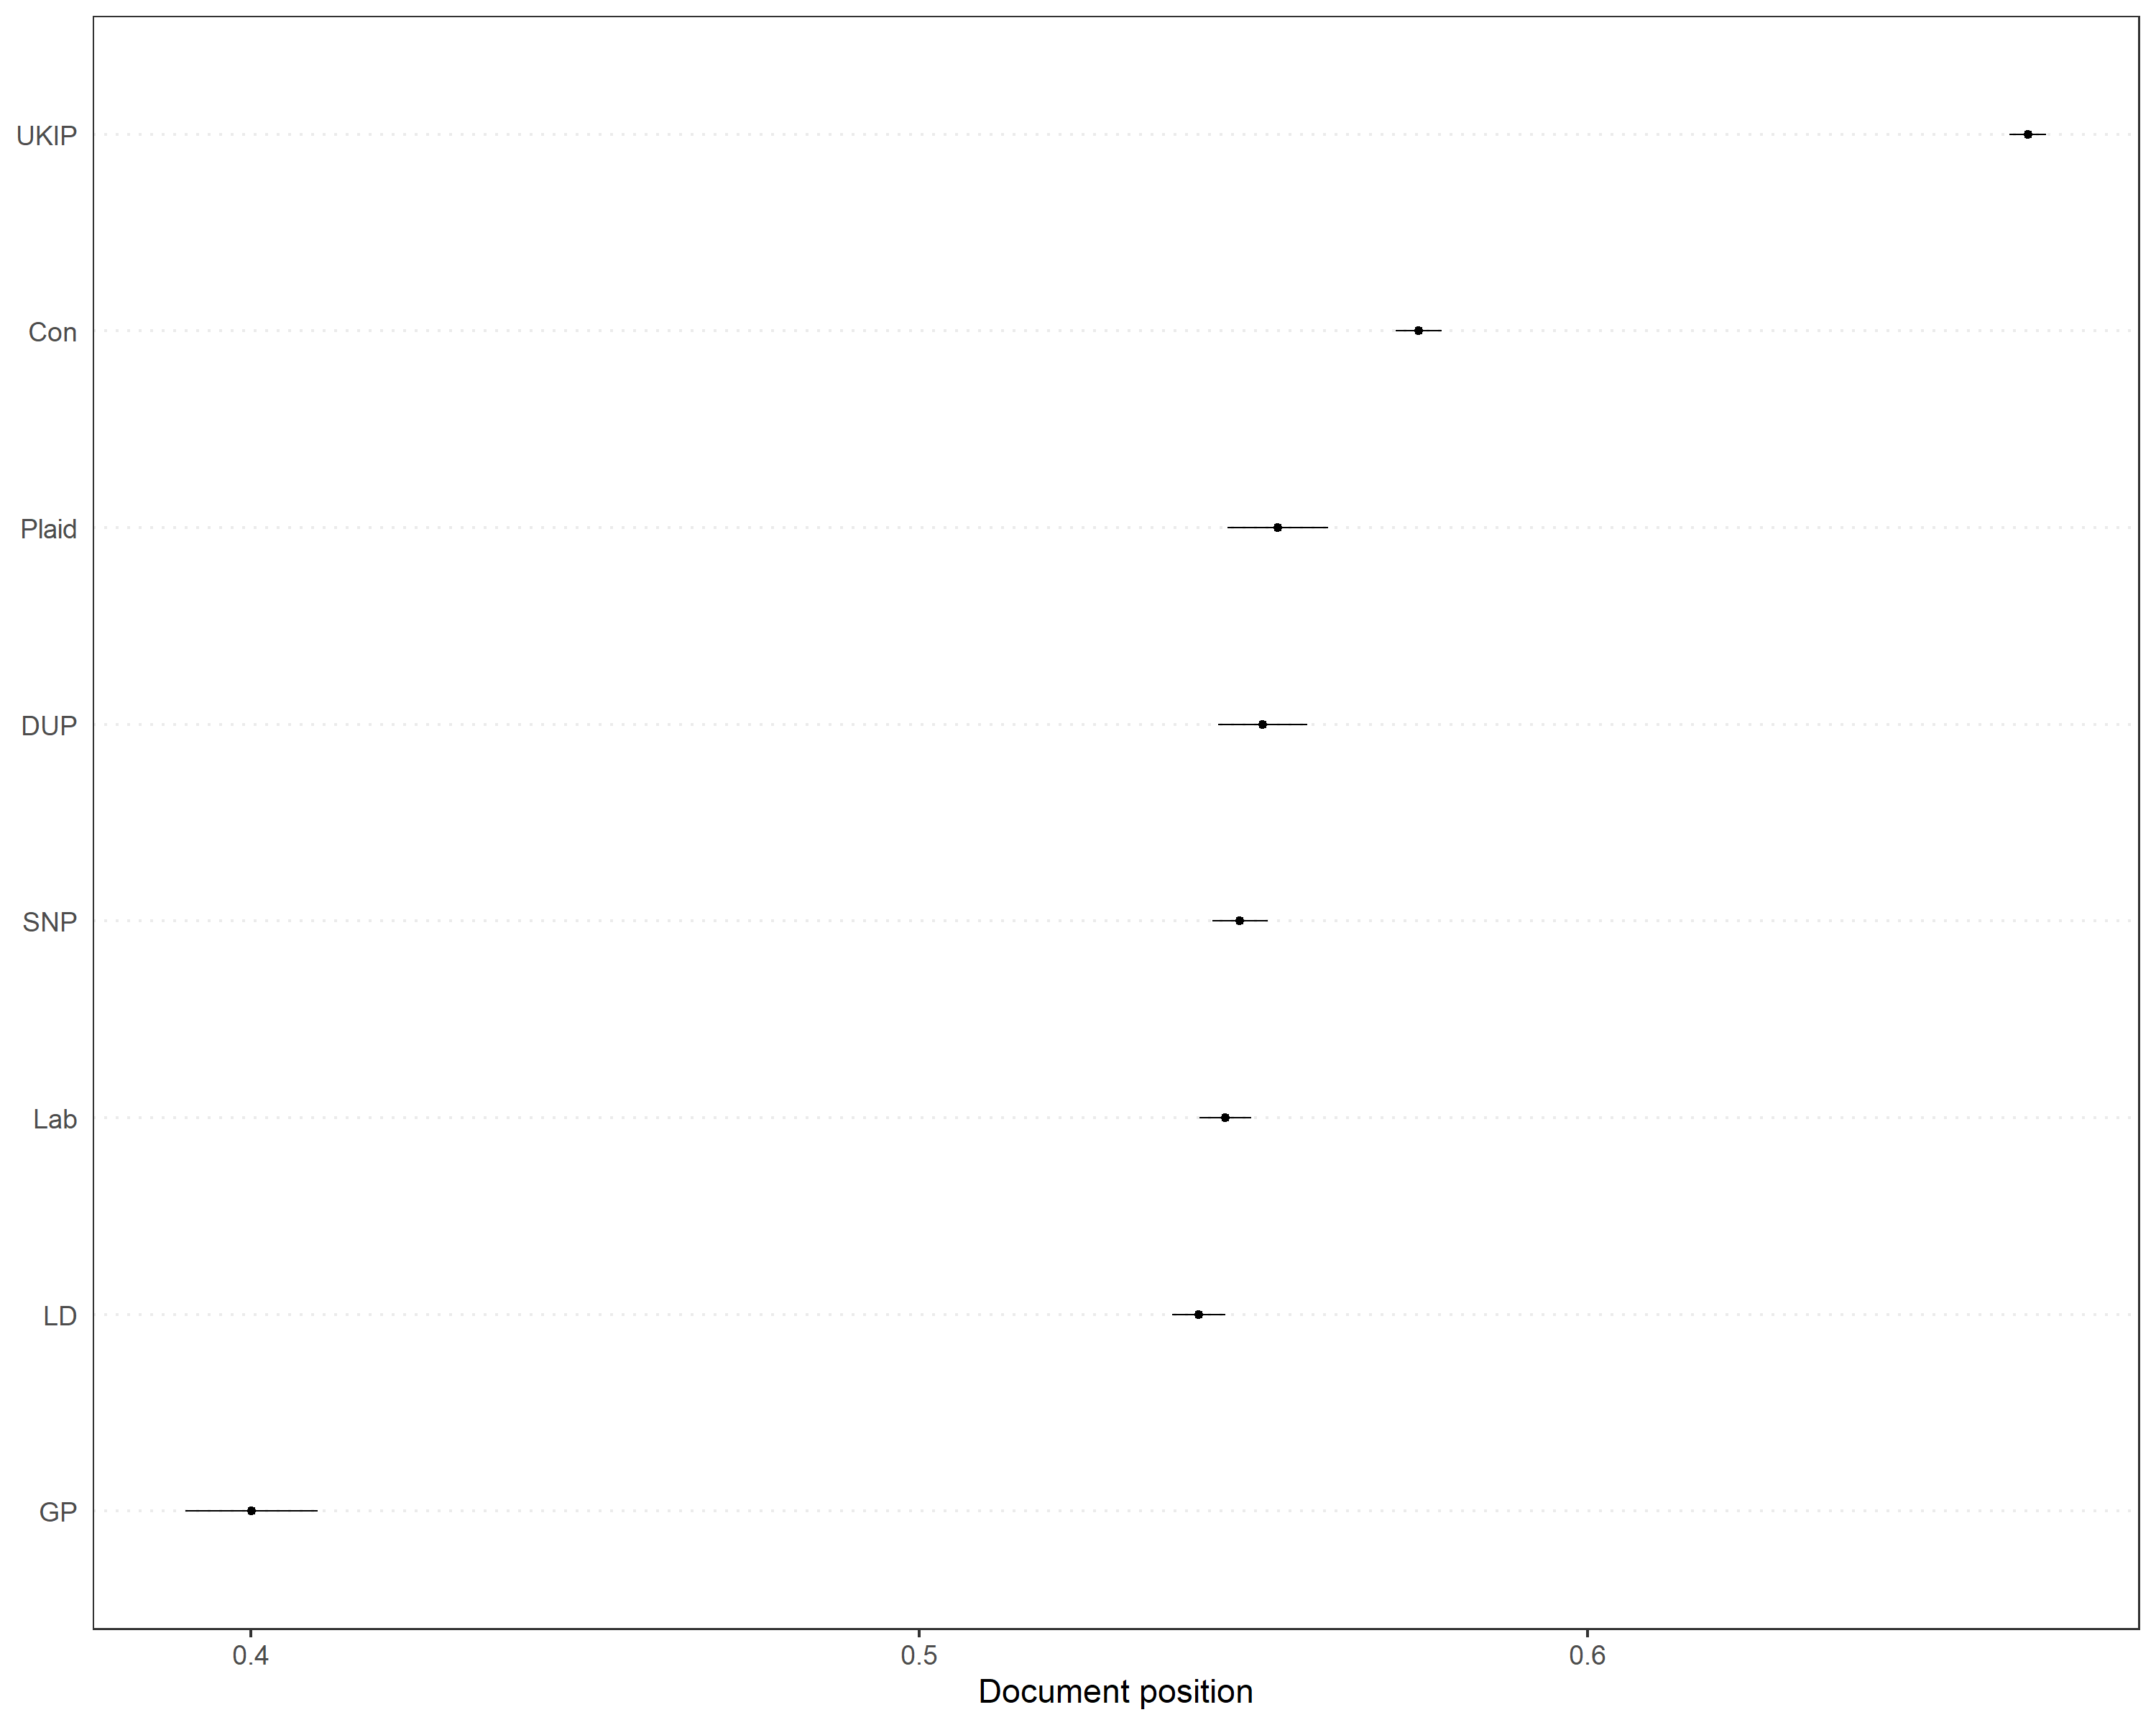 UKIP
Con
Plaid
DUP
SNP
Lab
LD
GP
0.4 0.5 0.6
Document position